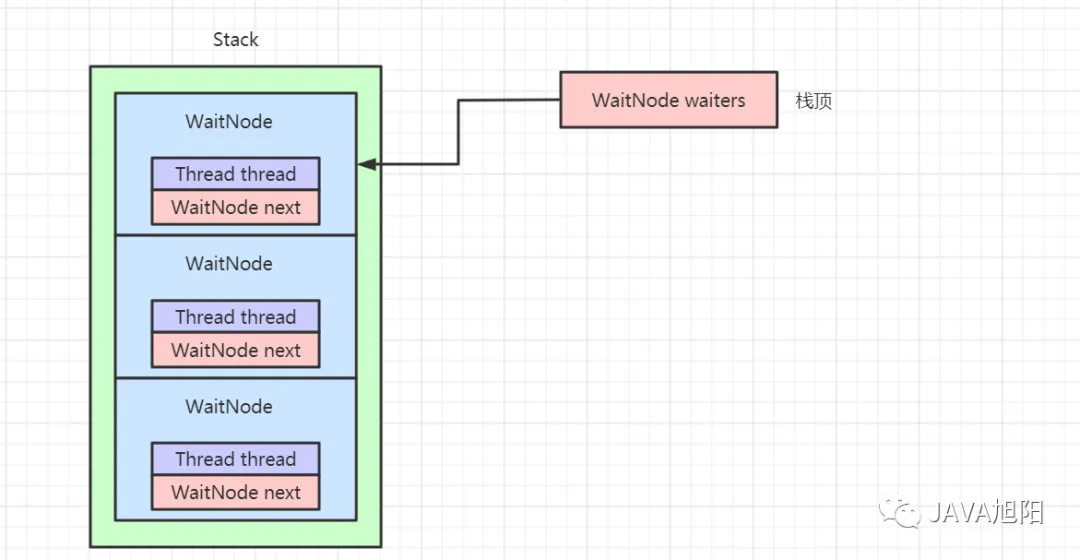 Stack
WaitNode waiters
栈顶
WaitNode
Thread thread
WaitNode next
WaitNode
Thread thread
WaitNode next
WaitNode
Thread thread
WaitNode next
JAVA旭阳